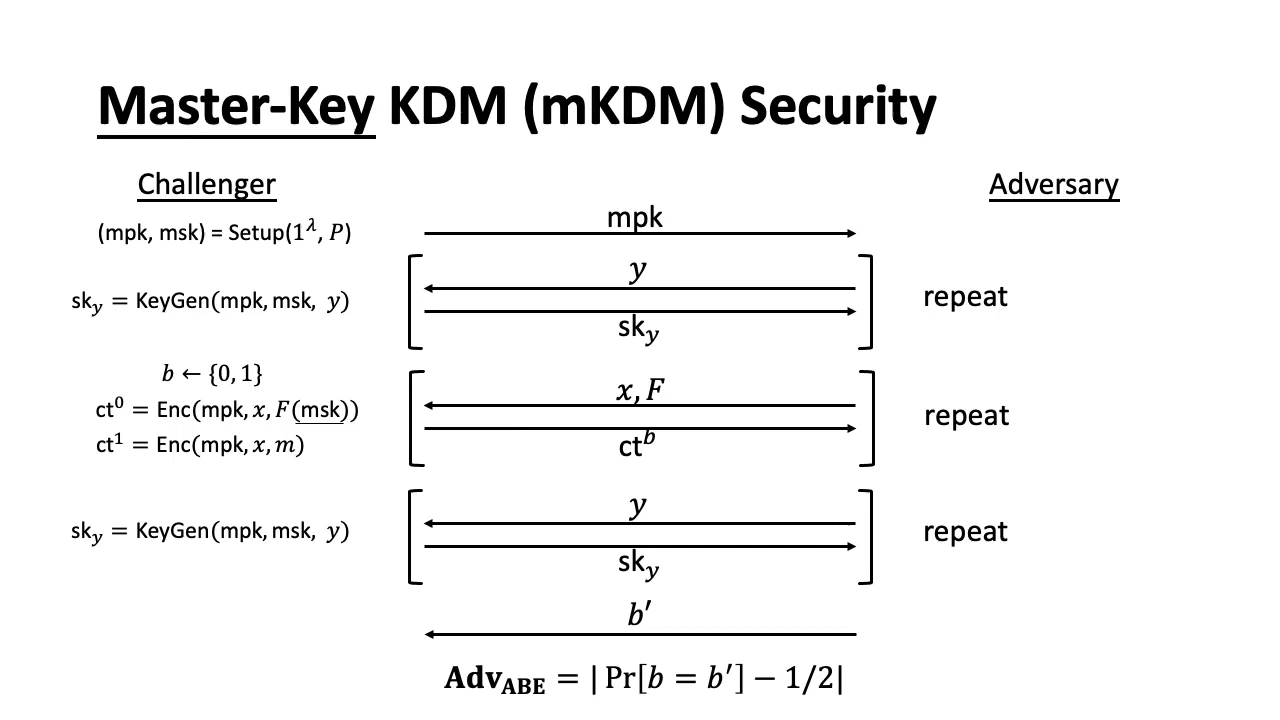 Master-Key KDM (mKDM) Security
Challenger
Adversary
(mpk, msk) = Setup(1^λ, P)
mpk
y
sk_y = KeyGen(mpk, msk, y)
repeat
sk_y
b ← {0, 1}
x, F
ct^0 = Enc(mpk, x, F(msk))
repeat
ct^1 = Enc(mpk, x, m)
ct^b
y
sk_y = KeyGen(mpk, msk, y)
repeat
sk_y
b′
Adv_ABE = | Pr[b = b′] − 1/2|